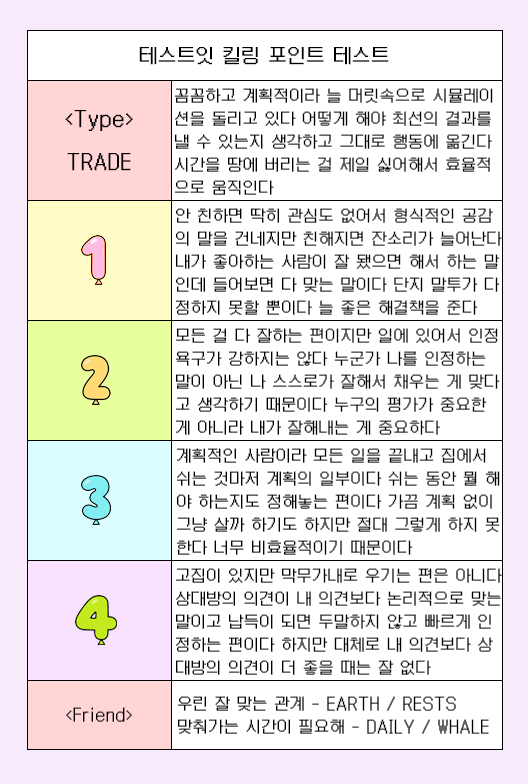 테스트잇 킬링 포인트 테스트
<Type>
TRADE
꼼꼼하고 계획적이라 늘 머릿속으로 시뮬레이
션을 돌리고 있다 어떻게 해야 최선의 결과를
낼 수 있는지 생각하고 그대로 행동에 옮긴다
시간을 땅에 버리는 걸 제일 싫어해서 효율적
으로 움직인다
1
안 친하면 딱히 관심도 없어서 형식적인 공감
의 말을 건네지만 친해지면 잔소리가 늘어난다
내가 좋아하는 사람이 잘 됐으면 해서 하는 말
인데 들어보면 다 맞는 말이다 단지 말투가 다
정하지 못할 뿐이다 늘 좋은 해결책을 준다
2
모든 걸 다 잘하는 편이지만 일에 있어서 인정
욕구가 강하지는 않다 누군가 나를 인정하는
말이 아닌 나 스스로가 잘해서 채우는 게 맞다
고 생각하기 때문이다 누구의 평가가 중요한
게 아니라 내가 잘해내는 게 중요하다
3
계획적인 사람이라 모든 일을 끝내고 집에서
쉬는 것마저 계획의 일부이다 쉬는 동안 뭘 해
야 하는지도 정해놓는 편이다 가끔 계획 없이
그냥 살까 하기도 하지만 절대 그렇게 하지 못
한다 너무 비효율적이기 때문이다
4
고집이 있지만 막무가내로 우기는 편은 아니다
상대방의 의견이 내 의견보다 논리적으로 맞는
말이고 납득이 되면 두말하지 않고 빠르게 인
정하는 편이다 하지만 대체로 내 의견보다 상
대방의 의견이 더 좋을 때는 잘 없다
<Friend>
우린 잘 맞는 관계 - EARTH / RESTS
맞춰가는 시간이 필요해 - DAILY / WHALE